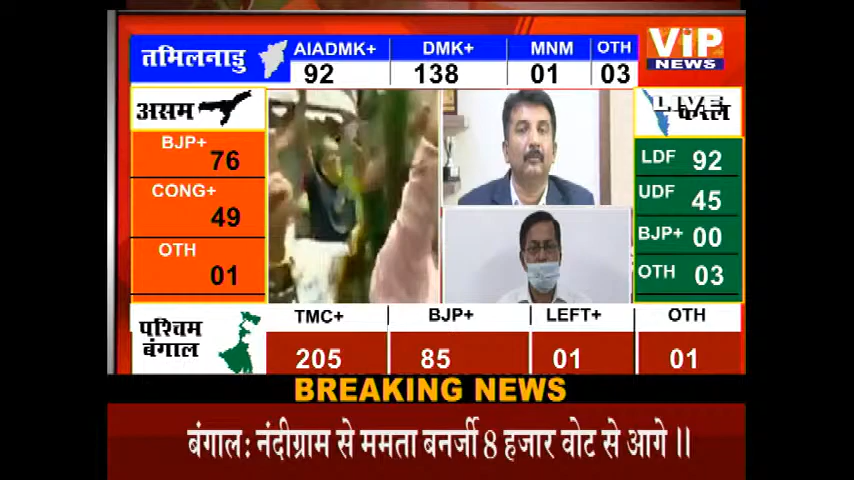 तमिलनाडु
AIADMK+ DMK+ MNM OTH
92 138 01 03
ViP
NEWS
असम
BJP+
76
CONG+
49
OTH
01
LIVE
LDF 92
UDF 45
BJP+ 00
OTH 03
पश्चिम
बंगाल
TMC+ BJP+ LEFT+ OTH
205 85 01 01
BREAKING NEWS
बंगाल: नंदीग्राम से ममता बनर्जी 8 हजार वोट से आगे ||